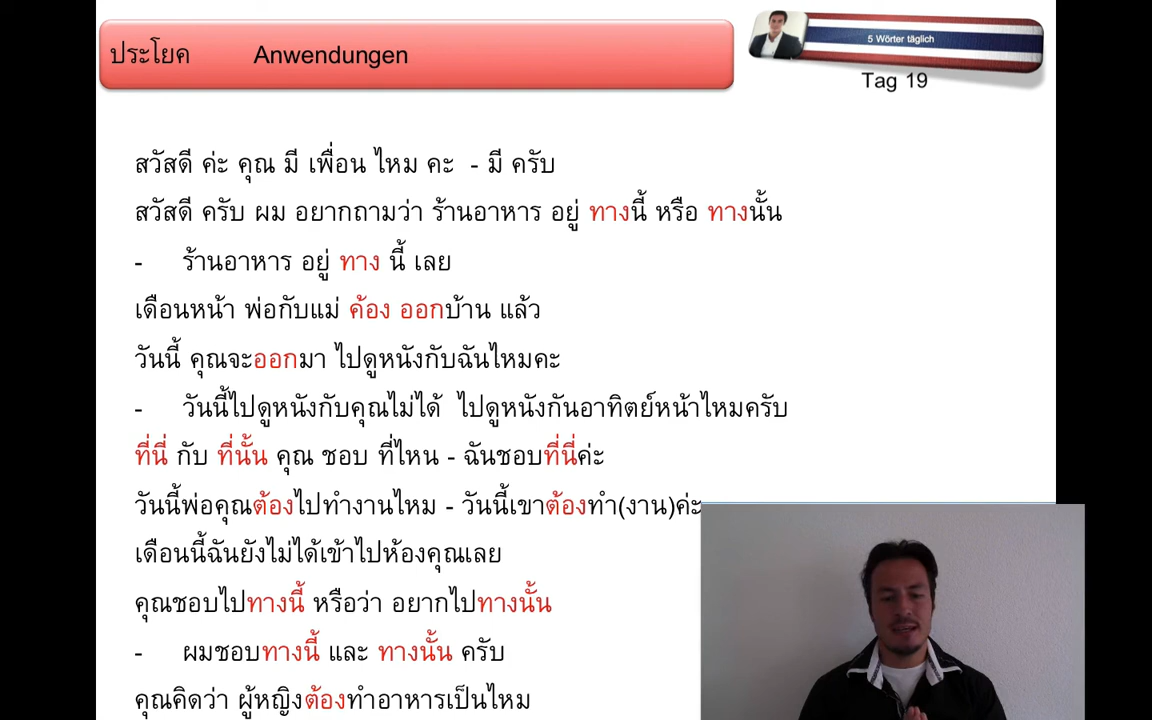 ประโยค Anwendungen
5 Wörter täglich
Tag 19
สวัสดี ค่ะ คุณ มี เพื่อน ไหม คะ - มี ครับ
สวัสดี ครับ ผม อยากถามว่า ร้านอาหาร อยู่ ทางนี้ หรือ ทางนั้น
- ร้านอาหาร อยู่ ทาง นี้ เลย
เดือนหน้า พ่อกับแม่ ค้อง ออกบ้าน แล้ว
วันนี้ คุณจะออกมา ไปดูหนังกับฉันไหมคะ
- วันนี้ไปดูหนังกับคุณไม่ได้ ไปดูหนังกันอาทิตย์หน้าไหมครับ
ที่นี่ กับ ที่นั้น คุณ ชอบ ที่ไหน - ฉันชอบที่นี่ค่ะ
วันนี้พ่อคุณต้องไปทำงานไหม - วันนี้เขาต้องทำ(งาน)ค่ะ
เดือนนี้ฉันยังไม่ได้เข้าไปห้องคุณเลย
คุณชอบไปทางนี้ หรือว่า อยากไปทางนั้น
- ผมชอบทางนี้ และ ทางนั้น ครับ
คุณคิดว่า ผู้หญิงต้องทำอาหารเป็นไหม